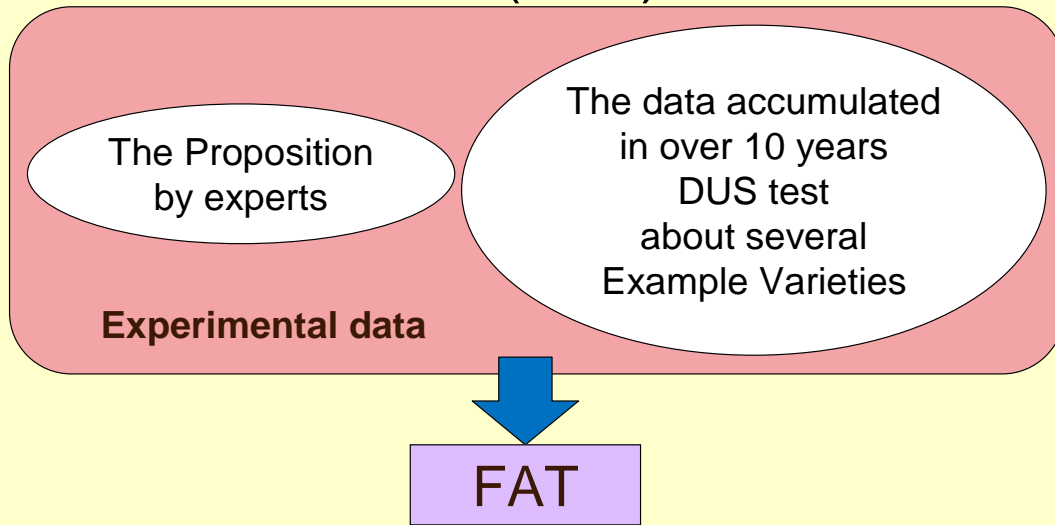 The Proposition
by experts
The data accumulated
in over 10 years
DUS test
about several
Example Varieties
Experimental data
FAT